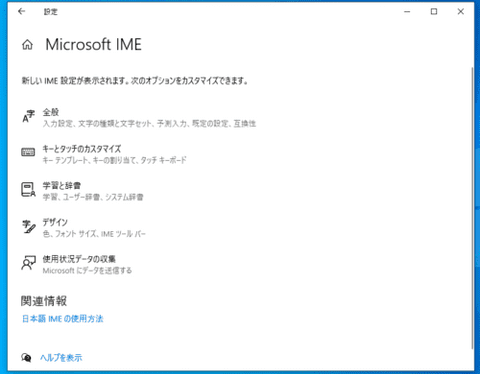 設定
Microsoft IME
新しい IME 設定が表示されます。次のオプションをカスタマイズできます。
全般
入力設定、文字の種類と文字セット、予測入力、既定の設定、互換性
キーとタッチのカスタマイズ
キー テンプレート、キーの割り当て、タッチ キーボード
学習と辞書
学習、ユーザー辞書、システム辞書
デザイン
色、フォント サイズ、IME ツール バー
使用状況データの収集
Microsoft にデータを送信する
関連情報
日本語 IME の使用方法
ヘルプを表示